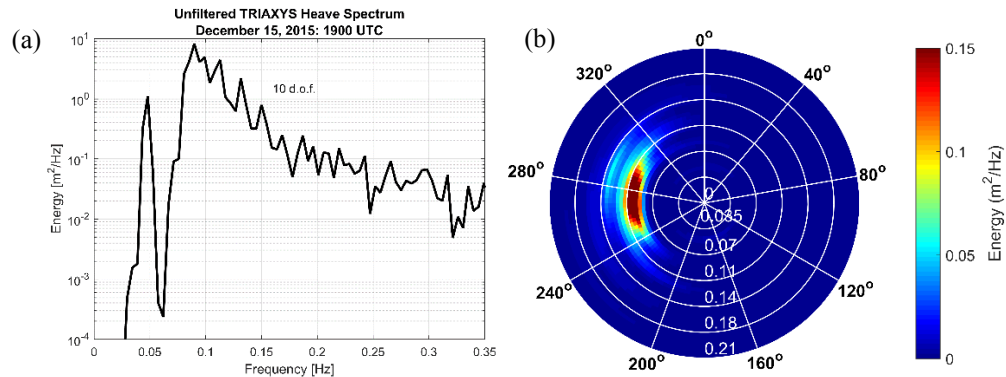 (a)
Unfiltered TRIAXYS Heave Spectrum
December 15, 2015: 1900 UTC
10 d.o.f.
Energy [m²/Hz]
10¹
10⁰
10⁻¹
10⁻²
10⁻³
10⁻⁴
0 0.05 0.1 0.15 0.2 0.25 0.3 0.35
Frequency [Hz]
(b)
0°
320° 40°
280° 80°
240° 120°
200° 160°
0
0.035
0.07
0.11
0.14
0.18
0.21
0.15
0.1
0.05
0
Energy (m²/Hz)